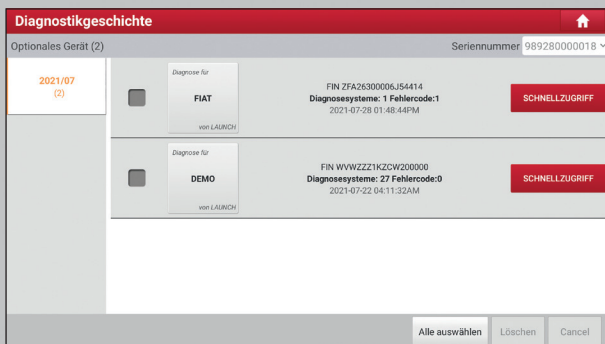 Diagnostikgeschichte
Optionales Gerät (2)
Seriennummer 989280000018
2021/07
(2)
Diagnose für
FIAT
von LAUNCH
FIN ZFA26300006J54414
Diagnosesysteme: 1 Fehlercode:1
2021-07-28 01:48:44PM
SCHNELLZUGRIFF
Diagnose für
DEMO
von LAUNCH
FIN WVWZZZ1KZCW200000
Diagnosesysteme: 27 Fehlercode:0
2021-07-22 04:11:32AM
SCHNELLZUGRIFF
Alle auswählen
Löschen
Cancel